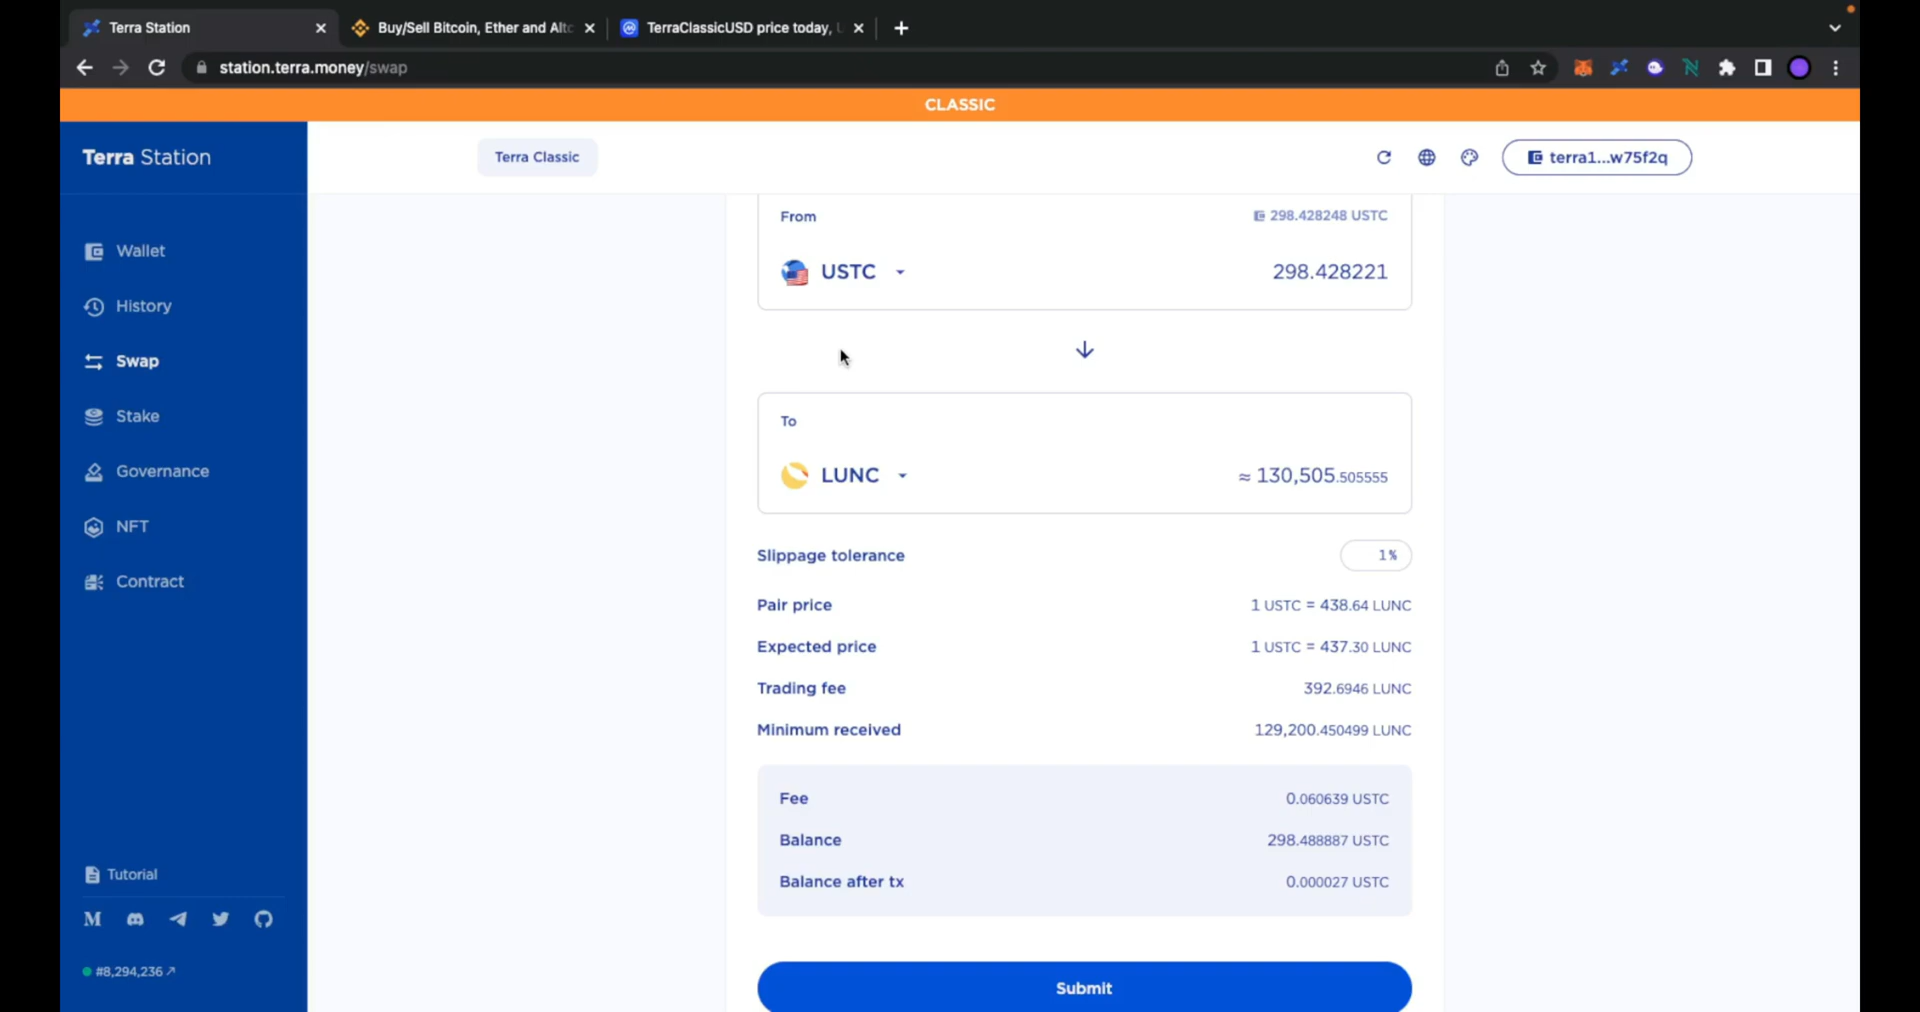 Terra Station
Buy/Sell Bitcoin, Ether and Altc
TerraClassicUSD price today,
station.terra.money/swap
CLASSIC
Terra Station
Terra Classic
terra1...w75f2q
Wallet
History
Swap
Stake
Governance
NFT
Contract
Tutorial
#8,294,236
From
298.428248 USTC
USTC
298.428221
To
LUNC
≈ 130,505.505555
Slippage tolerance
1%
Pair price
1 USTC = 438.64 LUNC
Expected price
1 USTC = 437.30 LUNC
Trading fee
392.6946 LUNC
Minimum received
129,200.450499 LUNC
Fee
0.060639 USTC
Balance
298.488887 USTC
Balance after tx
0.000027 USTC
Submit